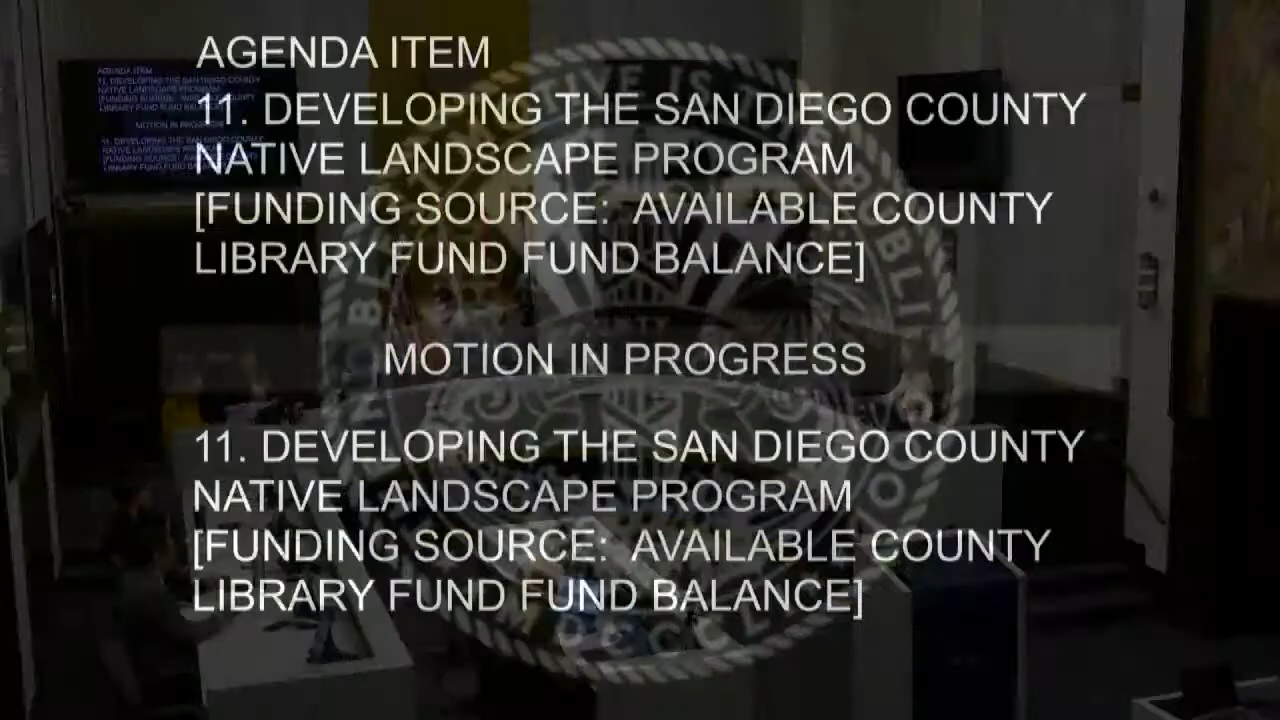 AGENDA ITEM
11. DEVELOPING THE SAN DIEGO COUNTY
NATIVE LANDSCAPE PROGRAM
[FUNDING SOURCE: AVAILABLE COUNTY
LIBRARY FUND FUND BALANCE]
MOTION IN PROGRESS
11. DEVELOPING THE SAN DIEGO COUNTY
NATIVE LANDSCAPE PROGRAM
[FUNDING SOURCE: AVAILABLE COUNTY
LIBRARY FUND FUND BALANCE]